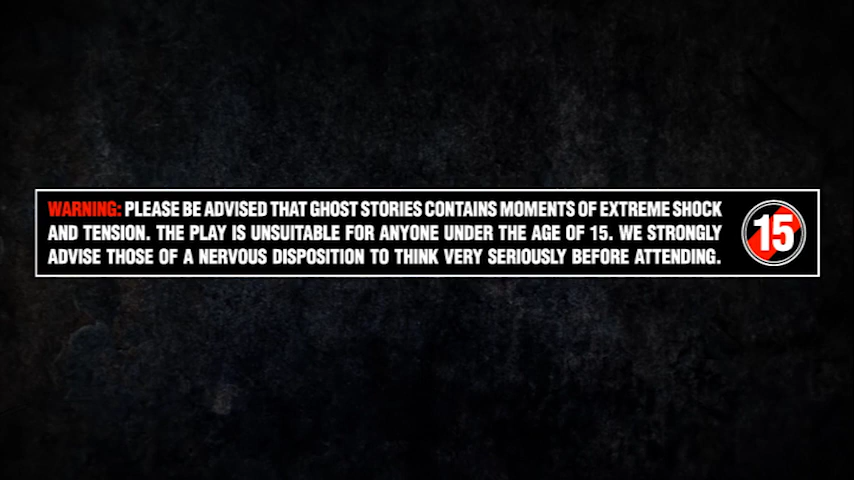 WARNING: PLEASE BE ADVISED THAT GHOST STORIES CONTAINS MOMENTS OF EXTREME SHOCK
AND TENSION. THE PLAY IS UNSUITABLE FOR ANYONE UNDER THE AGE OF 15. WE STRONGLY
ADVISE THOSE OF A NERVOUS DISPOSITION TO THINK VERY SERIOUSLY BEFORE ATTENDING.
15